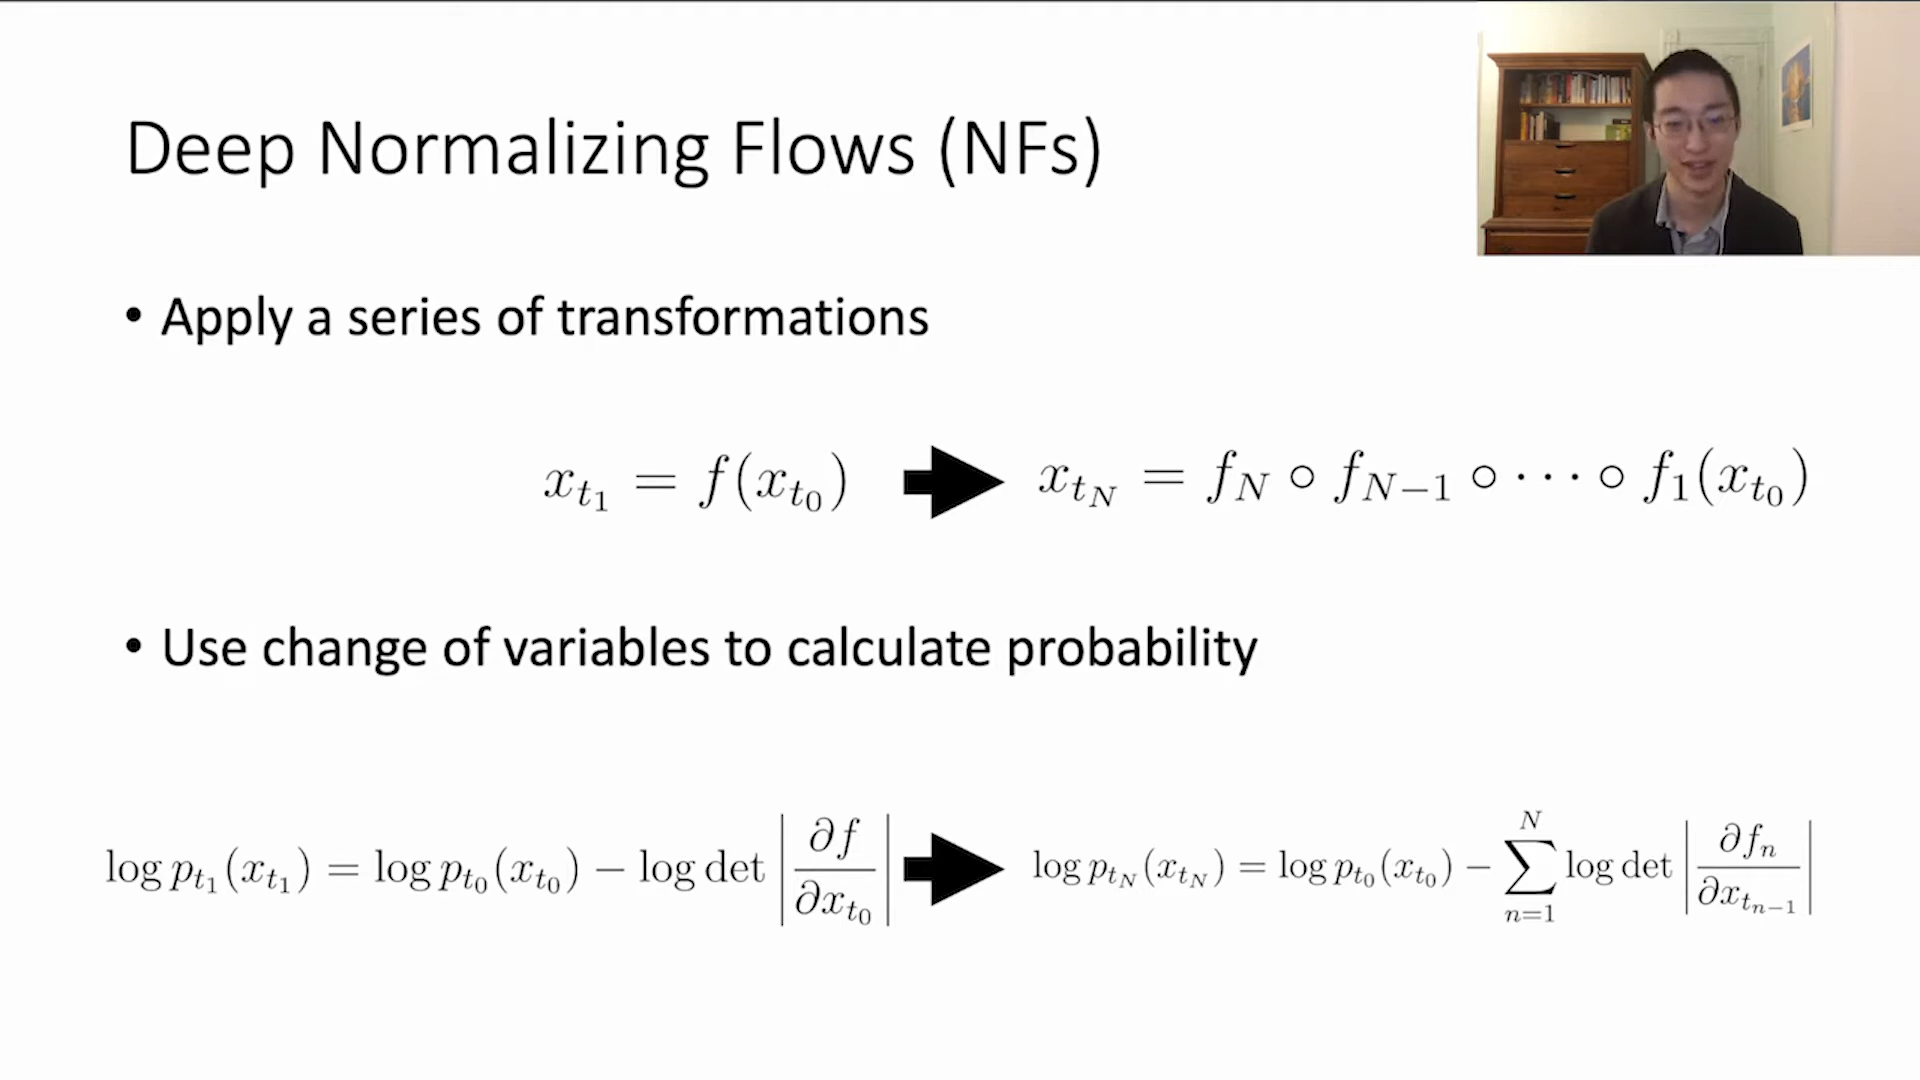 Deep Normalizing Flows (NFs)
• Apply a series of transformations
x_{t_1} = f(x_{t_0}) ➡ x_{t_N} = f_N ∘ f_{N−1} ∘ ⋯ ∘ f_1(x_{t_0})
• Use change of variables to calculate probability
log p_{t_1}(x_{t_1}) = log p_{t_0}(x_{t_0}) − log det |∂f/∂x_{t_0}| ➡ log p_{t_N}(x_{t_N}) = log p_{t_0}(x_{t_0}) − ∑_{n=1}^{N} log det |∂f_n/∂x_{t_{n−1}}|